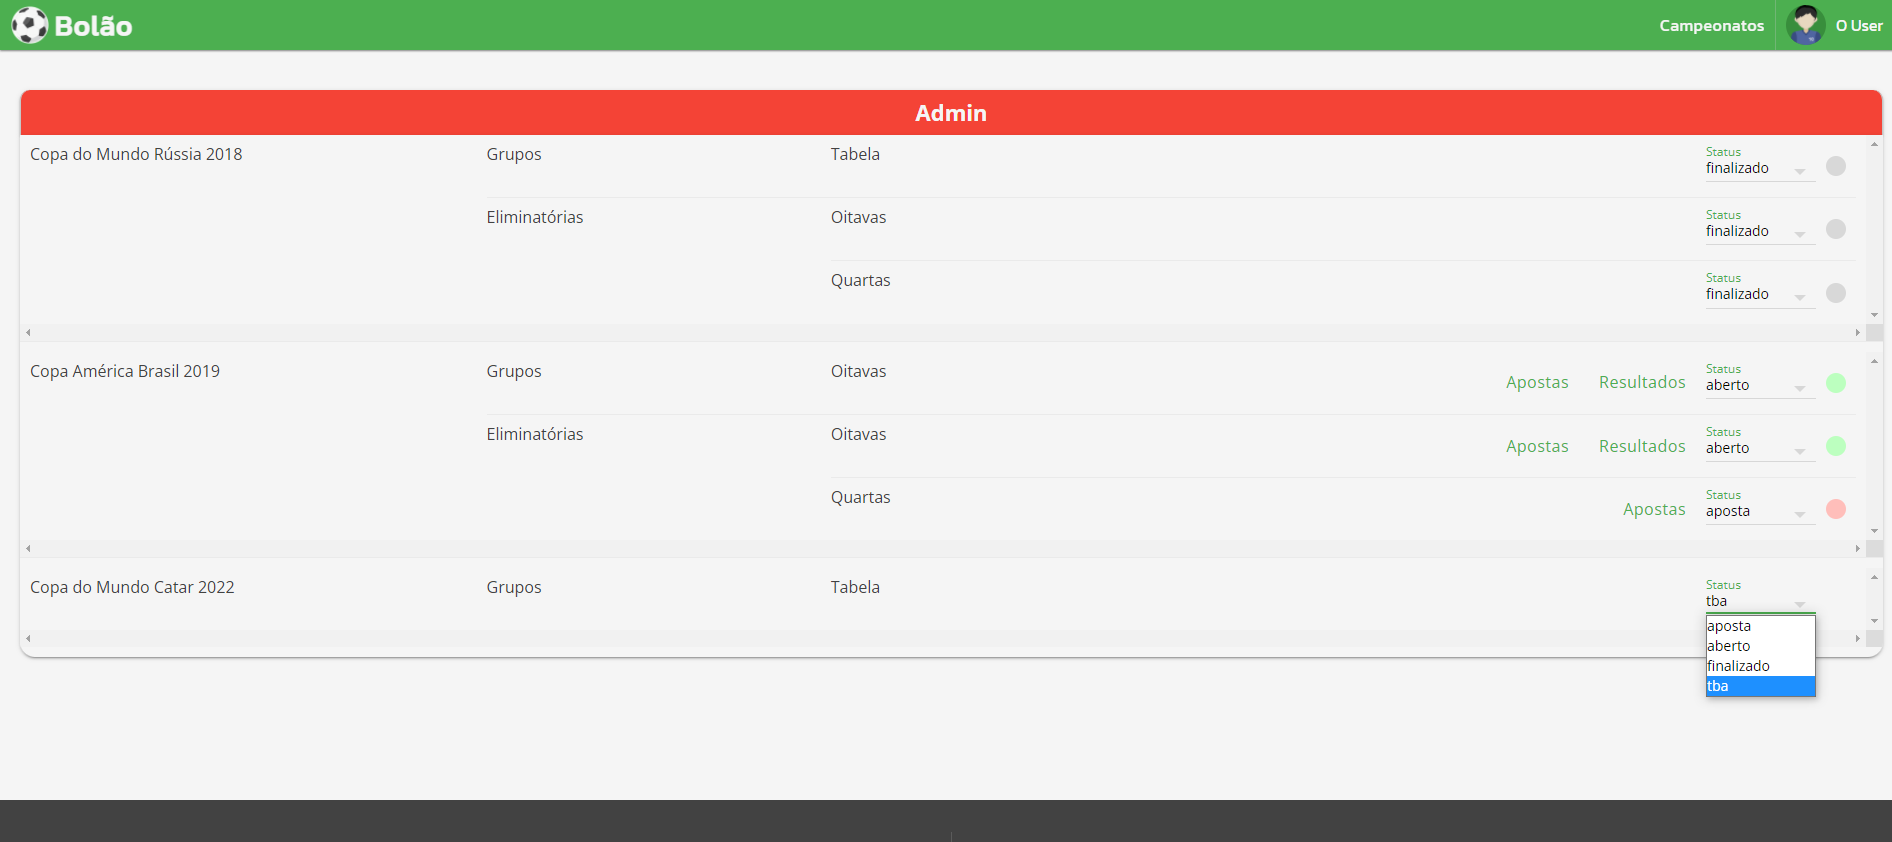 Bolão
Campeonatos
O User
Admin
Copa do Mundo Rússia 2018
Grupos
Tabela
Status
finalizado
Eliminatórias
Oitavas
Status
finalizado
Quartas
Status
finalizado
Copa América Brasil 2019
Grupos
Oitavas
Apostas
Resultados
Status
aberto
Eliminatórias
Oitavas
Apostas
Resultados
Status
aberto
Quartas
Apostas
Status
aposta
Copa do Mundo Catar 2022
Grupos
Tabela
Status
tba
aposta
aberto
finalizado
tba